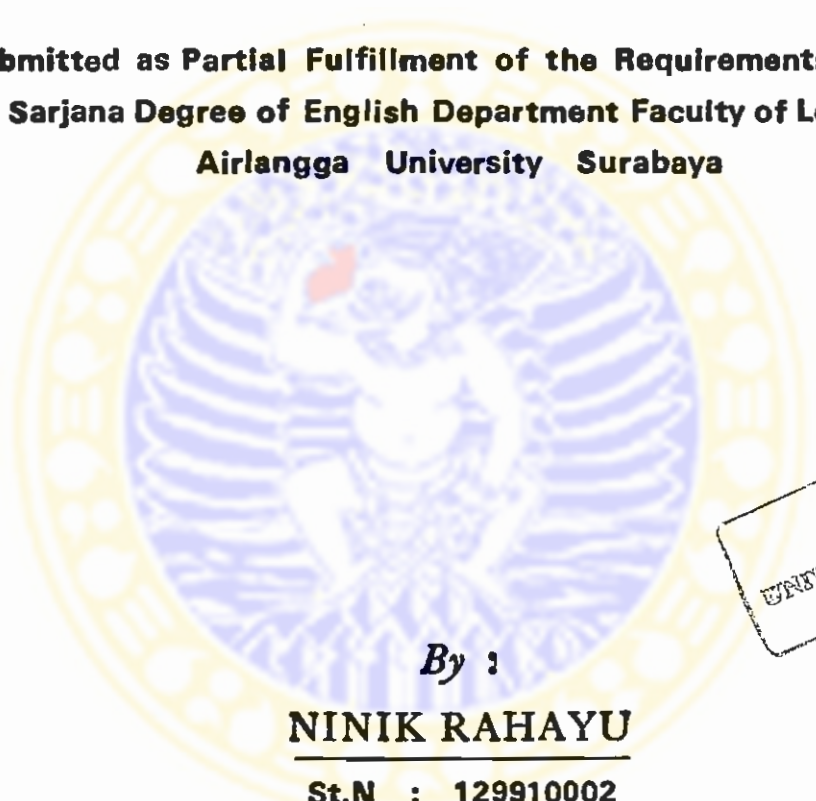 bmitted as Partial Fulfillment of the Requirements
Sarjana Degree of English Department Faculty of L
Airlangga University Surabaya
By :
NINIK RAHAYU
St.N : 129910002